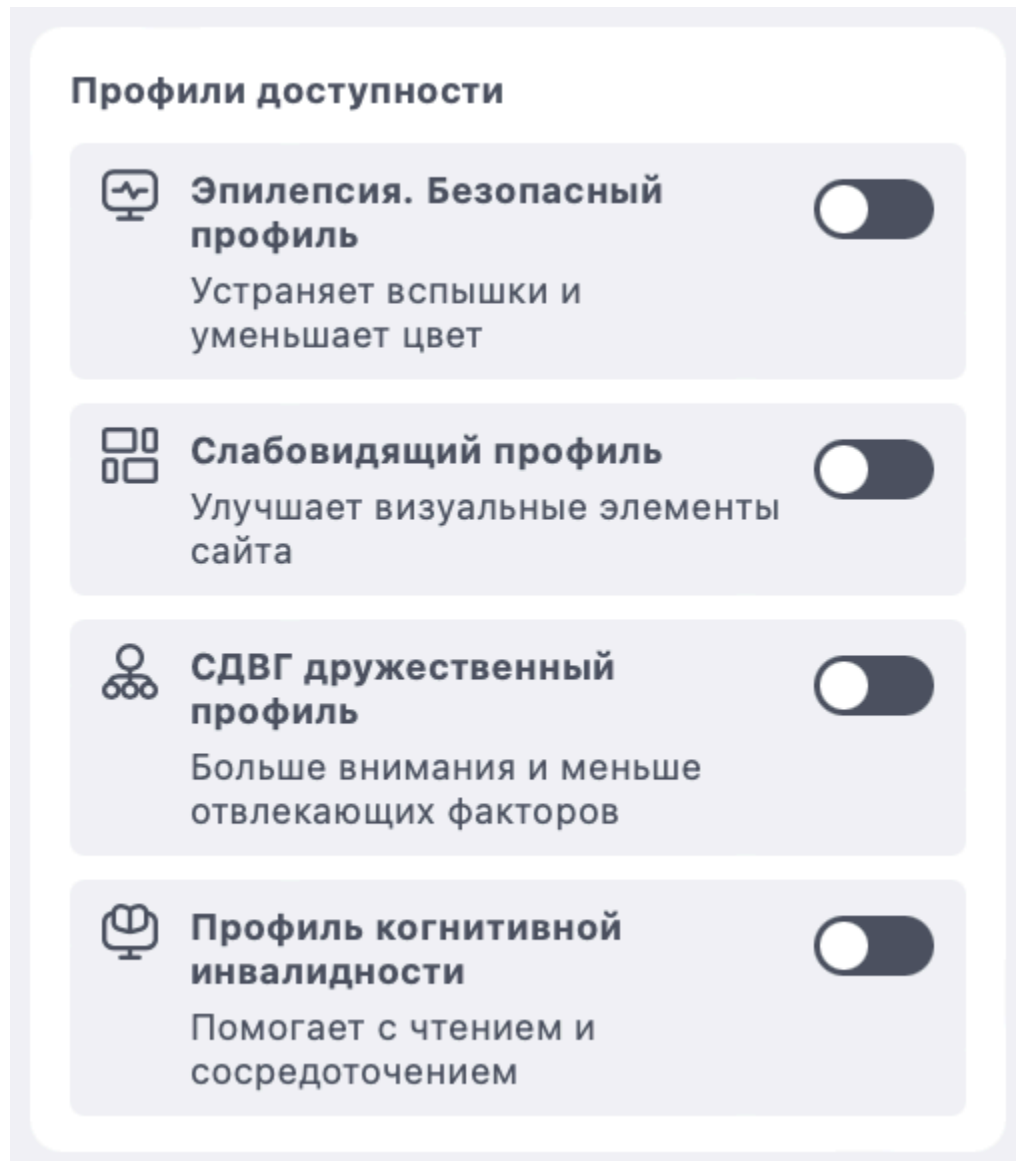 Профили доступности
Эпилепсия. Безопасный
профиль
Устраняет вспышки и
уменьшает цвет
Слабовидящий профиль
Улучшает визуальные элементы
сайта
СДВГ дружественный
профиль
Больше внимания и меньше
отвлекающих факторов
Профиль когнитивной
инвалидности
Помогает с чтением и
сосредоточением